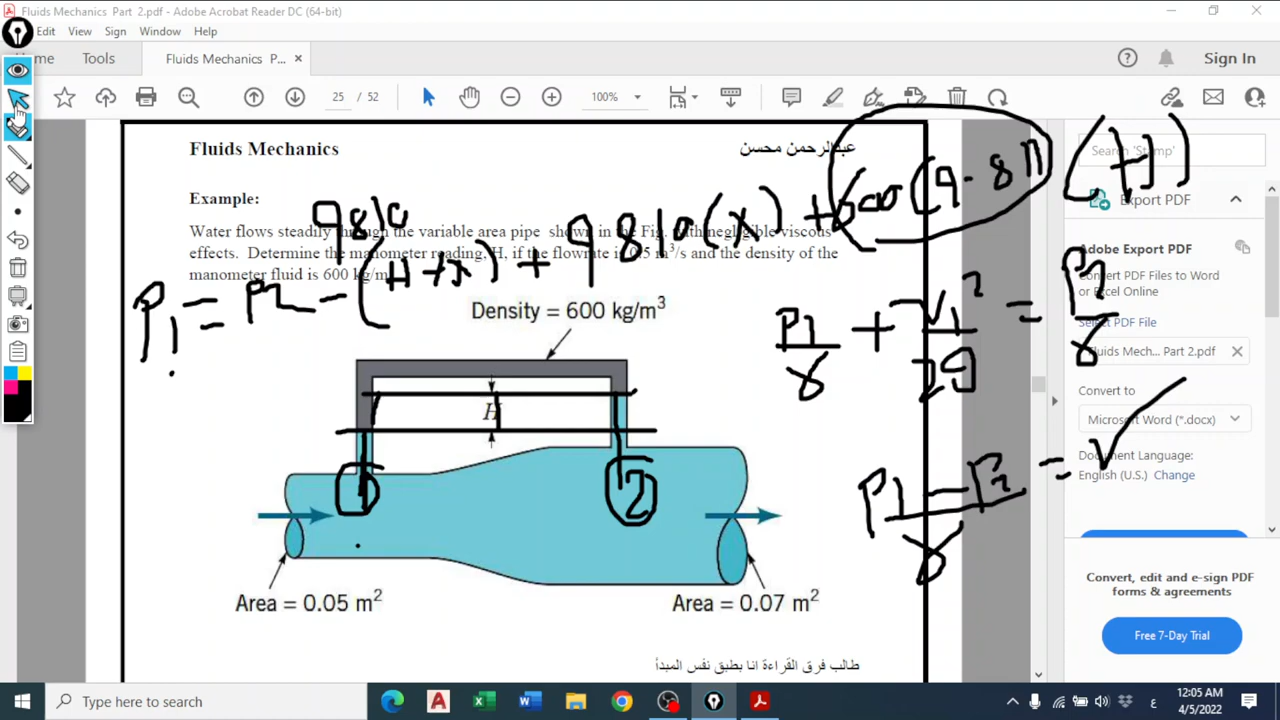 Fluids Mechanics Part 2.pdf - Adobe Acrobat Reader DC (64-bit)
Edit View Sign Window Help
ome Tools Fluids Mechanics P... × Sign In
25 / 52 100%
Fluids Mechanics
عبدالرحمن محسن
(H)
Search 'Stamp'
Export PDF
Example:
9810
9810(x) + 600(9.81)
Water flows steadily through the variable area pipe shown in the Fig. with negligible viscous
effects. Determine the manometer reading, H, if the flowrate is 0.5 m³/s and the density of the
manometer fluid is 600 kg/m
P1 = P2 - (H+x) +
Adobe Export PDF
Convert PDF Files to Word
or Excel Online
Select PDF File
Fluids Mech... Part 2.pdf ×
Density = 600 kg/m³
P1/γ + V1²/2g = P2/γ
H
Convert to
Microsoft Word (*.docx)
Document Language:
English (U.S.) Change
P1 - P2/γ = ✓
1
2
Area = 0.05 m²
Area = 0.07 m²
Convert, edit and e-sign PDF
forms & agreements
Free 7-Day Trial
طالب فرق القراءة انا بطبق نفس المبدأ
Type here to search
ع
12:05 AM
4/5/2022